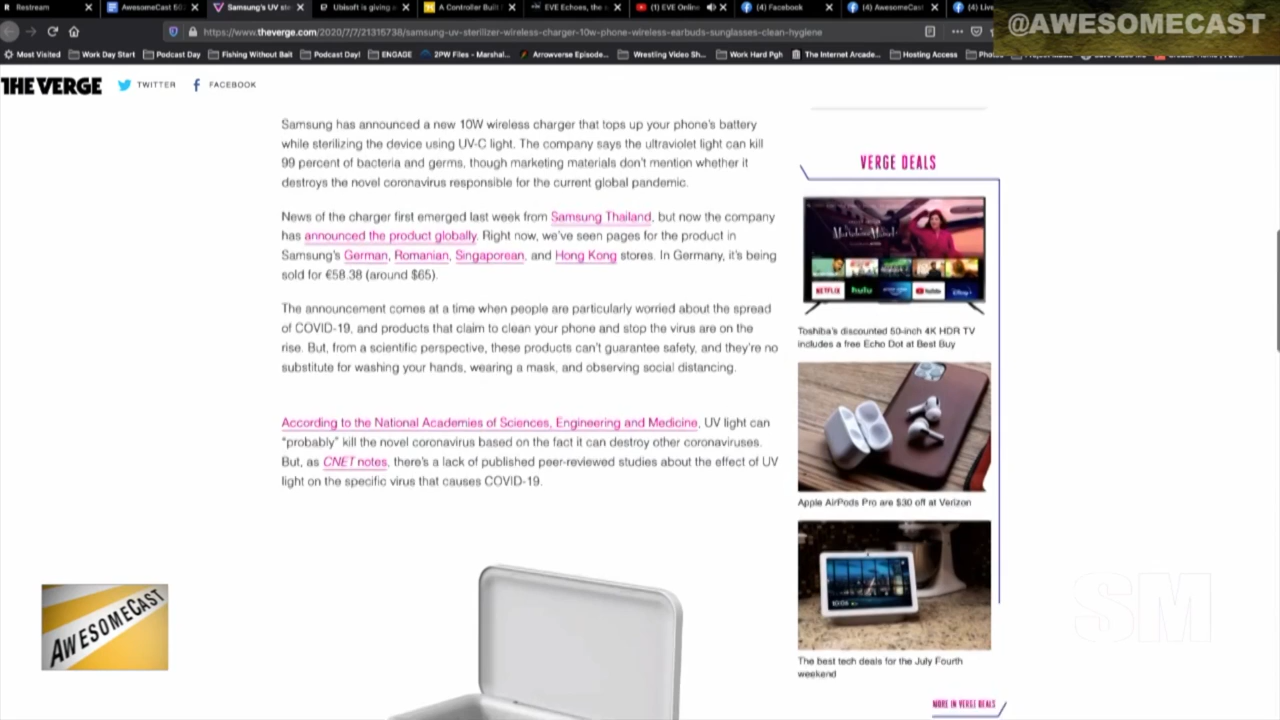 Restream
AwesomeCast 50
Samsung's UV ste
Ubisoft is giving a
A Controller Built
EVE Echoes, the
(1) EVE Online
(4) Facebook
(4) AwesomeCast
(4) Live
@AWESOMECAST
https://www.theverge.com/2020/7/7/21315738/samsung-uv-sterilizer-wireless-charger-10w-phone-wireless-earbuds-sunglasses-clean-hygiene
Most Visited
Work Day Start
Podcast Day
Fishing Without Bait
Podcast Day!
ENGAGE
2PW Files - Marshal...
Arrowverse Episode...
Wrestling Video Sh...
Work Hard Pgh
The Internet Arcade...
Hosting Access
THE VERGE
TWITTER
FACEBOOK
Samsung has announced a new 10W wireless charger that tops up your phone's battery
while sterilizing the device using UV-C light. The company says the ultraviolet light can kill
99 percent of bacteria and germs, though marketing materials don't mention whether it
destroys the novel coronavirus responsible for the current global pandemic.
News of the charger first emerged last week from Samsung Thailand, but now the company
has announced the product globally. Right now, we've seen pages for the product in
Samsung's German, Romanian, Singaporean, and Hong Kong stores. In Germany, it's being
sold for €58.38 (around $65).
The announcement comes at a time when people are particularly worried about the spread
of COVID-19, and products that claim to clean your phone and stop the virus are on the
rise. But, from a scientific perspective, these products can't guarantee safety, and they're no
substitute for washing your hands, wearing a mask, and observing social distancing.
According to the National Academies of Sciences, Engineering and Medicine, UV light can
"probably" kill the novel coronavirus based on the fact it can destroy other coronaviruses.
But, as CNET notes, there's a lack of published peer-reviewed studies about the effect of UV
light on the specific virus that causes COVID-19.
VERGE DEALS
NETFLIX
hulu
YouTube
Disney+
Toshiba's discounted 50-inch 4K HDR TV
includes a free Echo Dot at Best Buy
Apple AirPods Pro are $30 off at Verizon
10:06
The best tech deals for the July Fourth
weekend
MORE IN VERGE DEALS
AWESOMECAST
SM